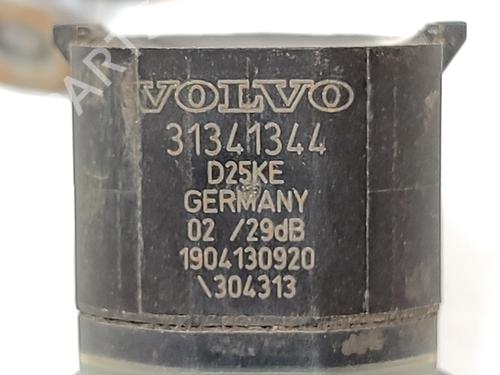 VOLVO
31341344
D25KE
GERMANY
02 /29dB
1904130920
\304313